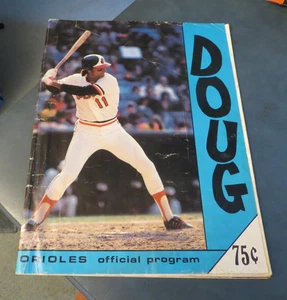 DOUG
11
ORIOLES official program
75¢